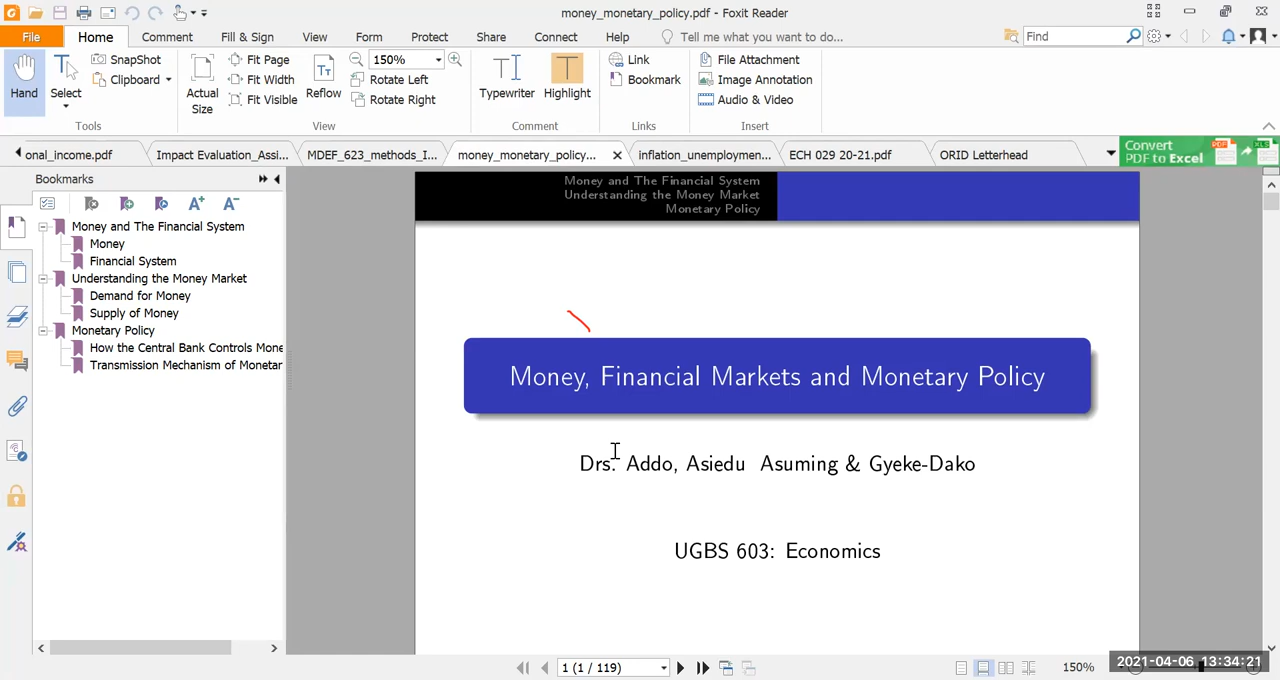 money_monetary_policy.pdf - Foxit Reader
File Home Comment Fill & Sign View Form Protect Share Connect Help Tell me what you want to do... Find
Hand
Select
SnapShot
Clipboard
Tools
Actual
Size
Fit Page
Fit Width
Fit Visible
Reflow
150%
Rotate Left
Rotate Right
View
Typewriter
Highlight
Comment
Link
Bookmark
Links
File Attachment
Image Annotation
Audio & Video
Insert
onal_income.pdf Impact Evaluation_Assi... MDEF_623_methods_I... money_monetary_policy... inflation_unemploymen... ECH 029 20-21.pdf ORID Letterhead
Convert
PDF to Excel
Bookmarks
Money and The Financial System
Money
Financial System
Understanding the Money Market
Demand for Money
Supply of Money
Monetary Policy
How the Central Bank Controls Mone
Transmission Mechanism of Monetar
Money and The Financial System
Understanding the Money Market
Monetary Policy
Money, Financial Markets and Monetary Policy
Drs. Addo, Asiedu Asuming & Gyeke-Dako
UGBS 603: Economics
1 (1 / 119)
150%
2021-04-06 13:34:21